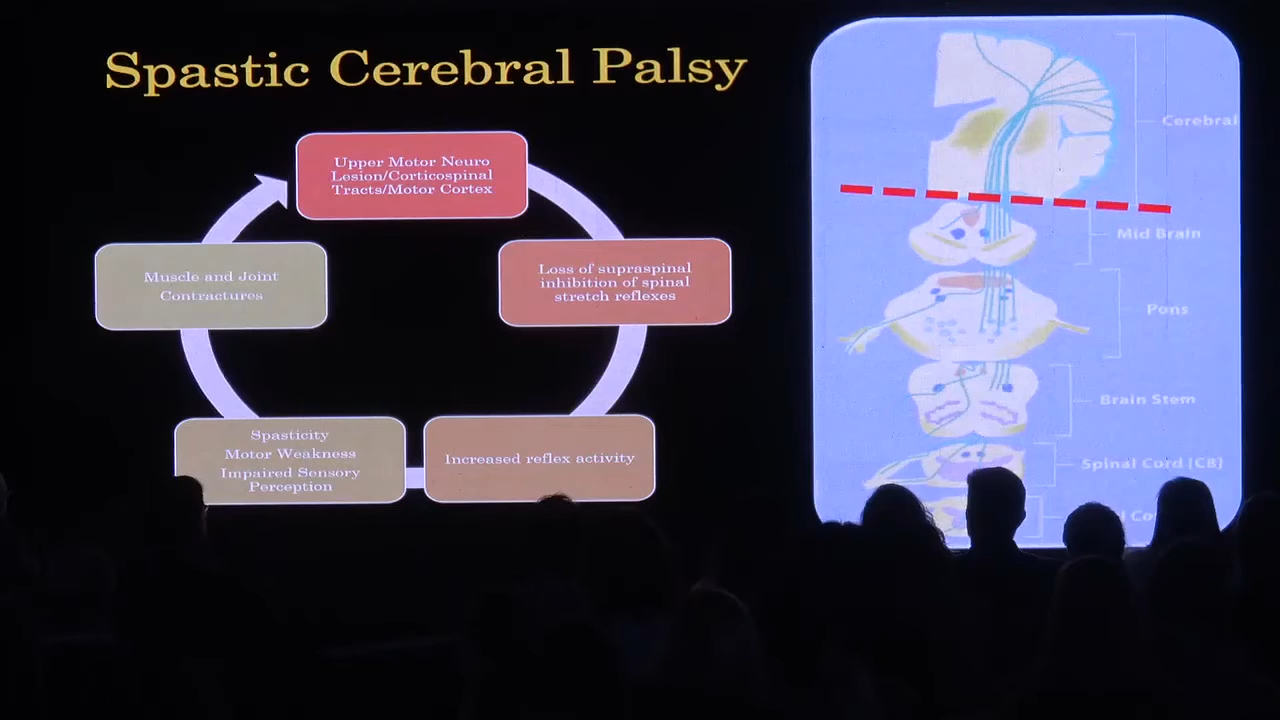 Spastic Cerebral Palsy
Upper Motor Neuro
Lesion/Corticospinal
Tracts/Motor Cortex
Loss of supraspinal
inhibition of spinal
stretch reflexes
Increased reflex activity
Spasticity
Motor Weakness
Impaired Sensory
Perception
Muscle and Joint
Contractures
Cerebral
Mid Brain
Pons
Brain Stem
Spinal Cord [C8]